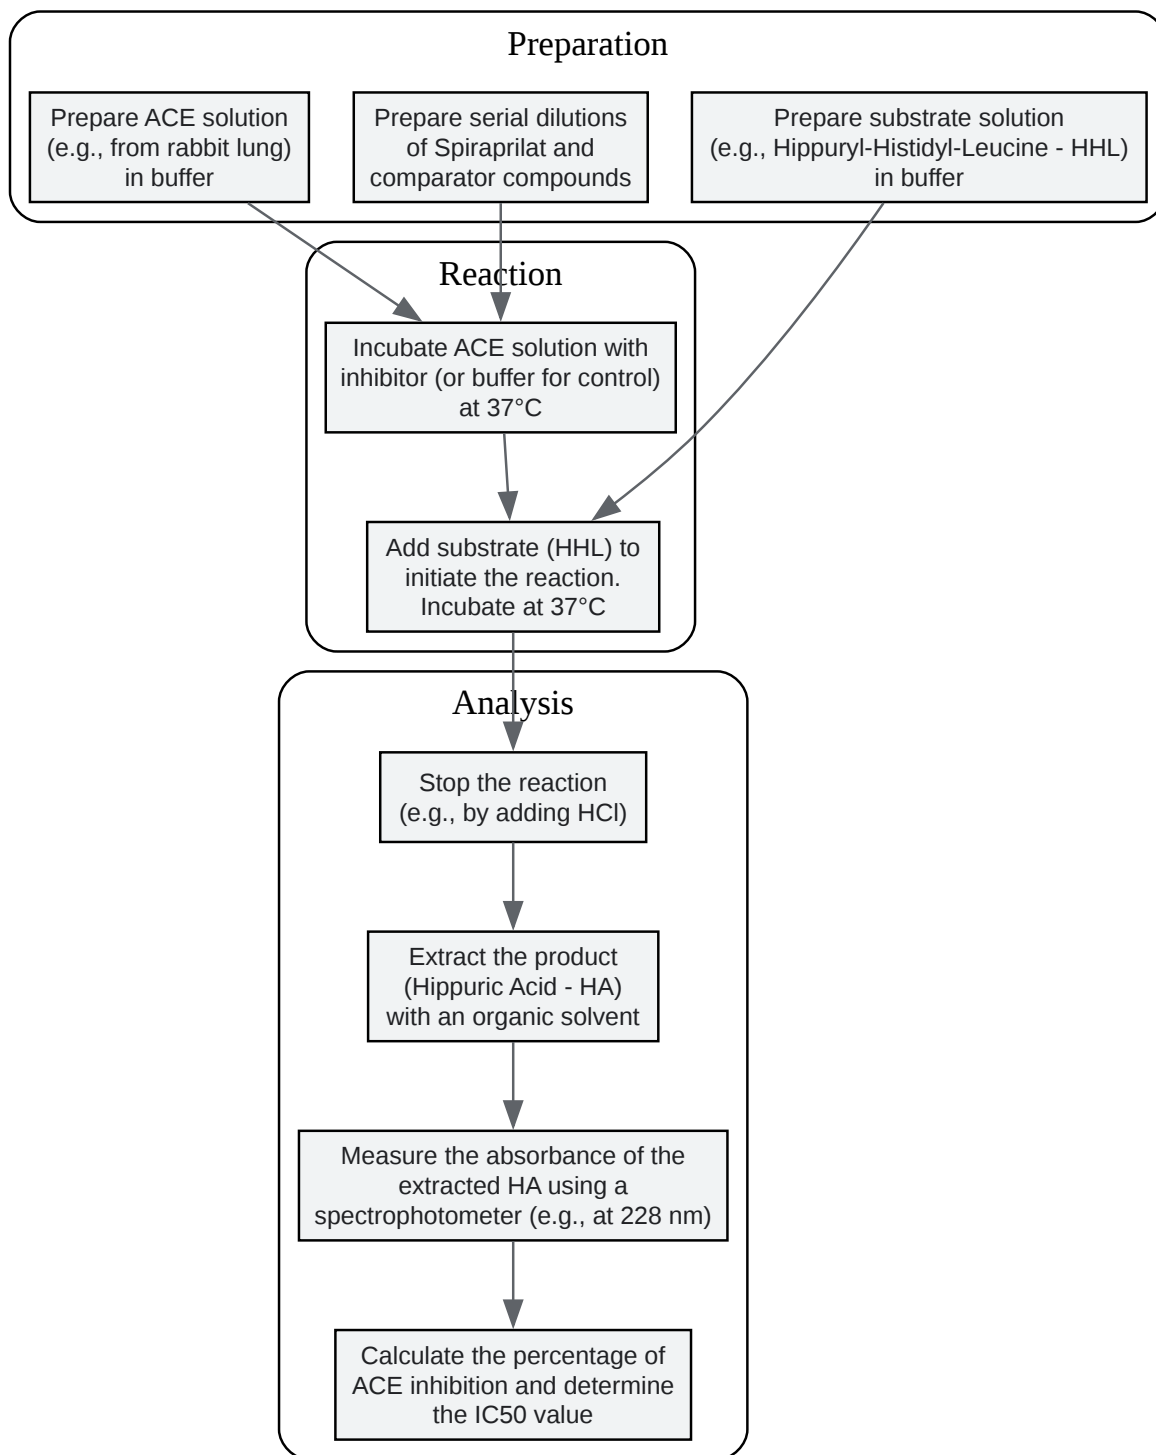 Preparation
Prepare ACE solution
(e.g., from rabbit lung)
in buffer
Prepare serial dilutions
of Spiraprilat and
comparator compounds
Prepare substrate solution
(e.g., Hippuryl-Histidyl-Leucine - HHL)
in buffer
Reaction
Incubate ACE solution with
inhibitor (or buffer for control)
at 37°C
Add substrate (HHL) to
initiate the reaction.
Incubate at 37°C
Analysis
Stop the reaction
(e.g., by adding HCl)
Extract the product
(Hippuric Acid - HA)
with an organic solvent
Measure the absorbance of the
extracted HA using a
spectrophotometer (e.g., at 228 nm)
Calculate the percentage of
ACE inhibition and determine
the IC50 value